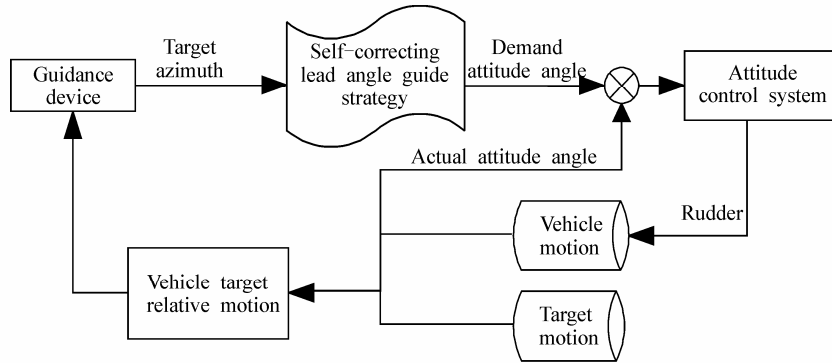 Target
azimuth
Self-correcting
lead angle guide
strategy
Demand
attitude angle
Guidance
device
Attitude
control system
Actual attitude angle
Rudder
Vehicle
motion
Vehicle target
relative motion
Target
motion